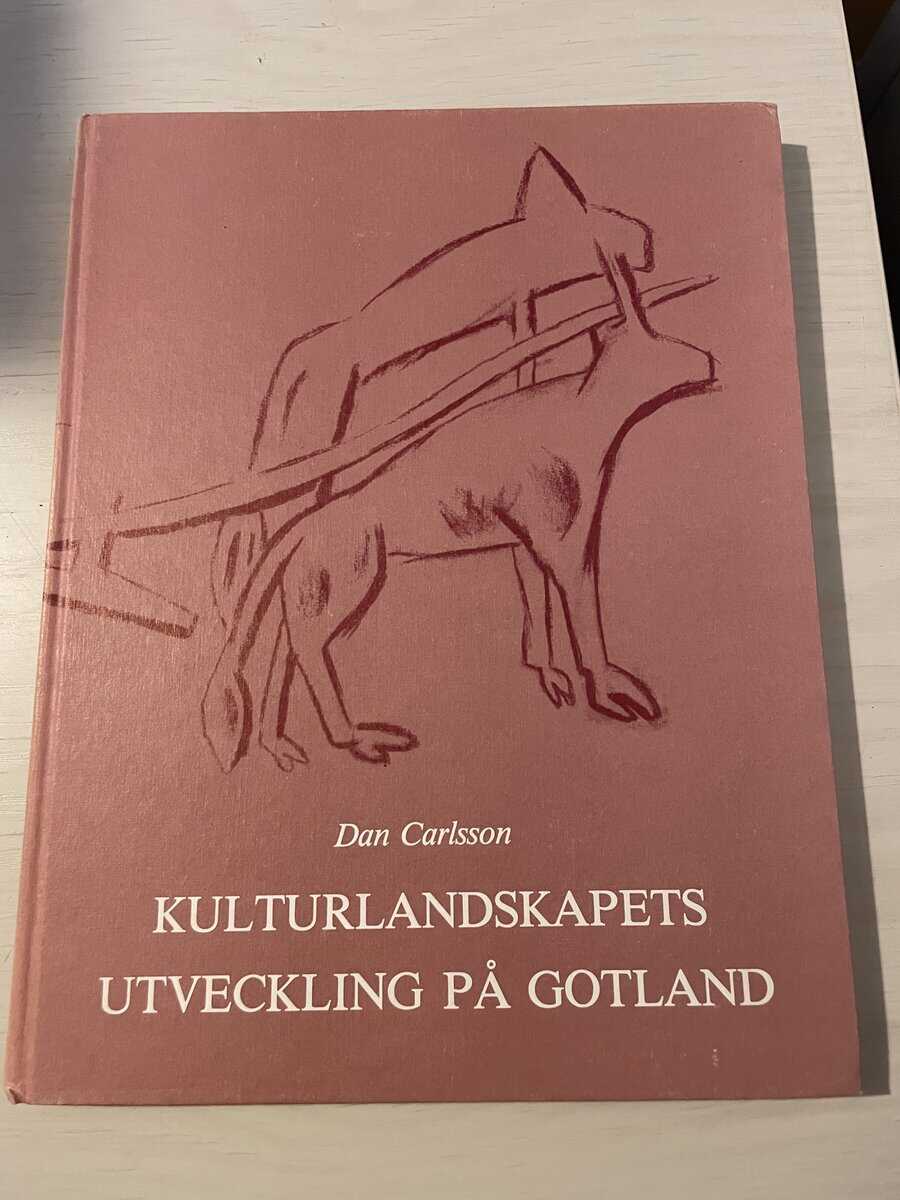 Dan Carlsson
KULTURLANDSKAPETS
UTVECKLING PÅ GOTLAND